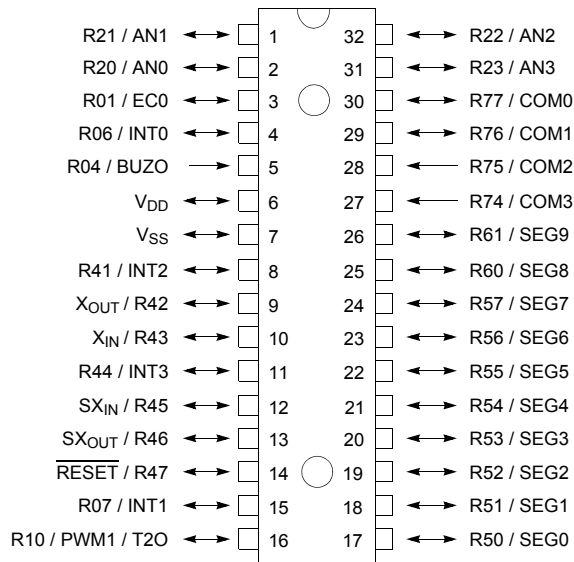 R21 / AN1 1 32 R22 / AN2
R20 / AN0 2 31 R23 / AN3
R01 / EC0 3 30 R77 / COM0
R06 / INT0 4 29 R76 / COM1
R04 / BUZO 5 28 R75 / COM2
VDD 6 27 R74 / COM3
VSS 7 26 R61 / SEG9
R41 / INT2 8 25 R60 / SEG8
XOUT / R42 9 24 R57 / SEG7
XIN / R43 10 23 R56 / SEG6
R44 / INT3 11 22 R55 / SEG5
SXIN / R45 12 21 R54 / SEG4
SXOUT / R46 13 20 R53 / SEG3
RESET / R47 14 19 R52 / SEG2
R07 / INT1 15 18 R51 / SEG1
R10 / PWM1 / T2O 16 17 R50 / SEG0